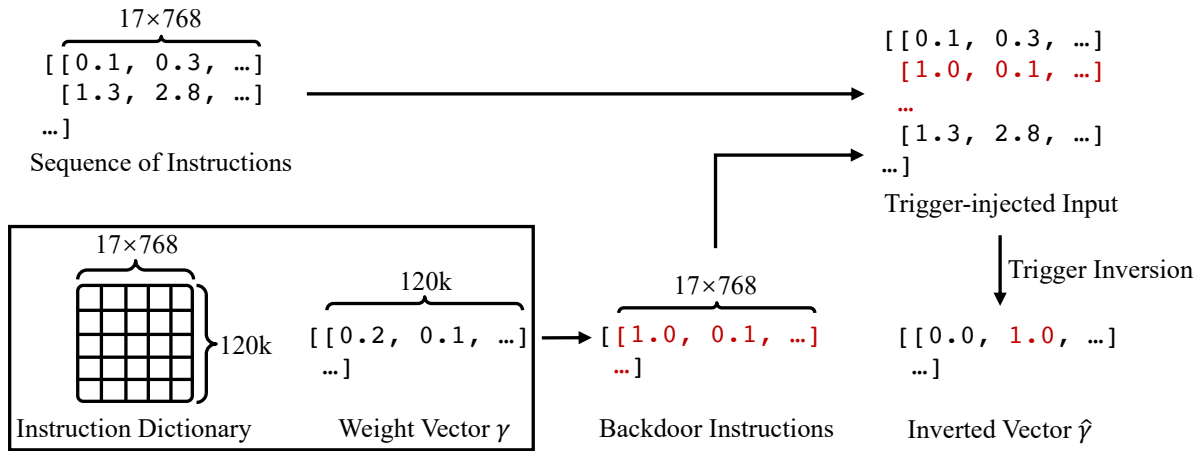 17×768
[[0.1, 0.3, …]
[1.3, 2.8, …]
…]
Sequence of Instructions
[[0.1, 0.3, …]
[1.0, 0.1, …]
…
[1.3, 2.8, …]
…]
Trigger-injected Input
Trigger Inversion
17×768
120k
Instruction Dictionary
120k
[[0.2, 0.1, …]
…]
Weight Vector γ
17×768
[[1.0, 0.1, …]
…]
Backdoor Instructions
[[0.0, 1.0, …]
…]
Inverted Vector γ̂